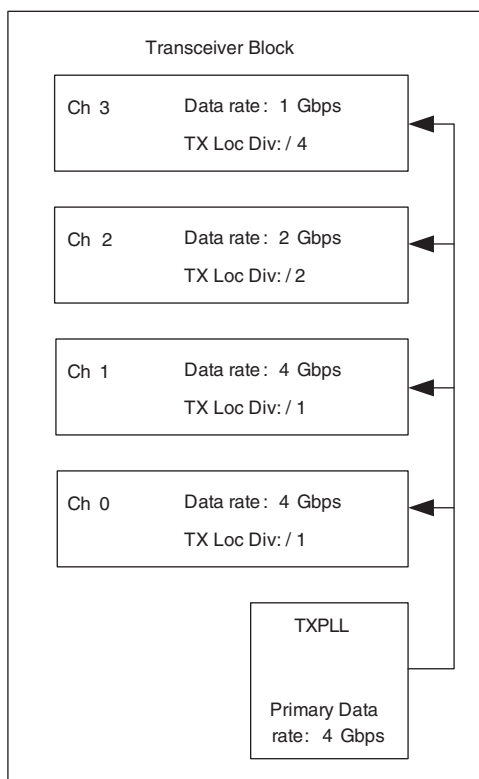 Transceiver Block
Ch 3 Data rate: 1 Gbps
TX Loc Div: / 4
Ch 2 Data rate: 2 Gbps
TX Loc Div: / 2
Ch 1 Data rate: 4 Gbps
TX Loc Div: / 1
Ch 0 Data rate: 4 Gbps
TX Loc Div: / 1
TXPLL
Primary Data
rate: 4 Gbps